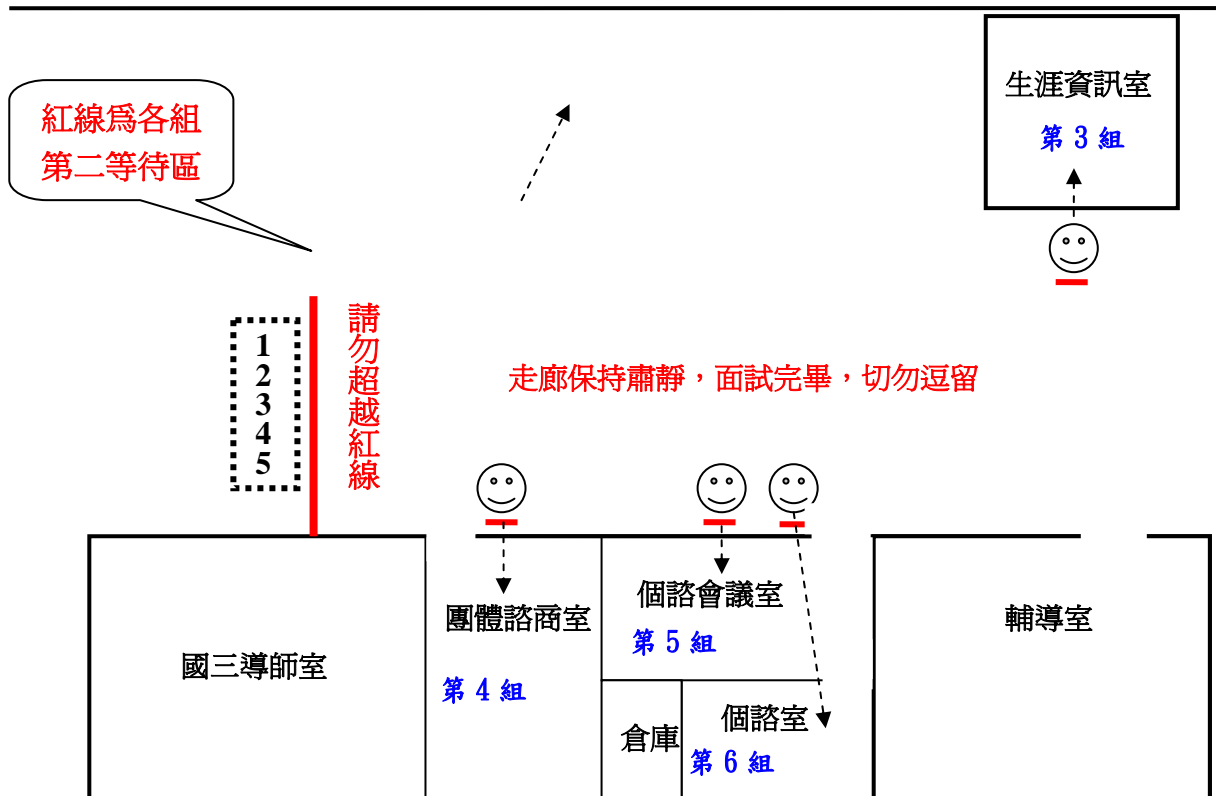 生涯資訊室
第 3 組
紅線為各組
第二等待區
1
2
3
4
5
請勿超越紅線
走廊保持肅靜，面試完畢，切勿逗留
國三導師室
團體諮商室
第 4 組
個諮會議室
第 5 組
倉庫
個諮室
第 6 組
輔導室